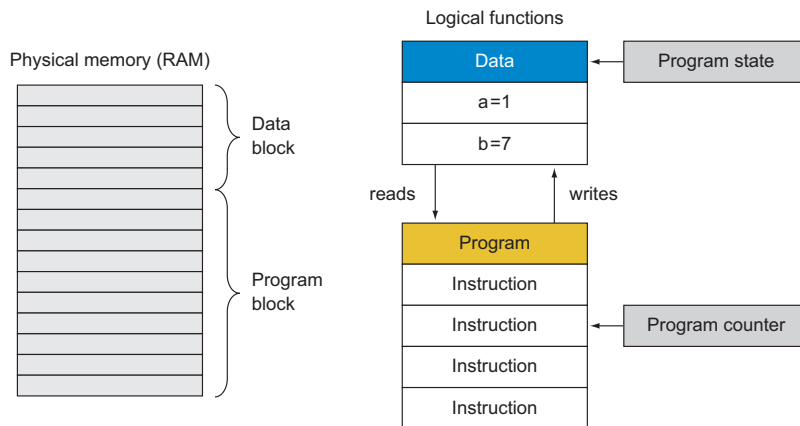 Physical memory (RAM)
Data
block
Program
block
Logical functions
Data
a=1
b=7
Program state
reads
writes
Program
Instruction
Instruction
Instruction
Instruction
Program counter